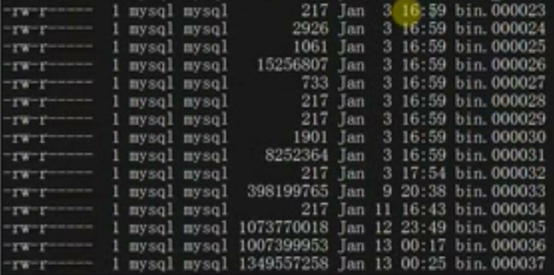 -rw-r----- 1 mysql mysql 217 Jan 3 16:59 bin.000023
-rw-r----- 1 mysql mysql 2926 Jan 3 16:59 bin.000024
-rw-r----- 1 mysql mysql 1061 Jan 3 16:59 bin.000025
-rw-r----- 1 mysql mysql 15256807 Jan 3 16:59 bin.000026
-rw-r----- 1 mysql mysql 733 Jan 3 16:59 bin.000027
-rw-r----- 1 mysql mysql 217 Jan 3 16:59 bin.000028
-rw-r----- 1 mysql mysql 217 Jan 3 16:59 bin.000029
-rw-r----- 1 mysql mysql 1901 Jan 3 16:59 bin.000030
-rw-r----- 1 mysql mysql 8252364 Jan 3 16:59 bin.000031
-rw-r----- 1 mysql mysql 217 Jan 3 17:54 bin.000032
-rw-r----- 1 mysql mysql 398199765 Jan 9 20:38 bin.000033
-rw-r----- 1 mysql mysql 217 Jan 11 16:43 bin.000034
-rw-r----- 1 mysql mysql 1073770018 Jan 12 23:49 bin.000035
-rw-r----- 1 mysql mysql 1007399953 Jan 13 00:17 bin.000036
-rw-r----- 1 mysql mysql 1349557258 Jan 13 00:25 bin.000037